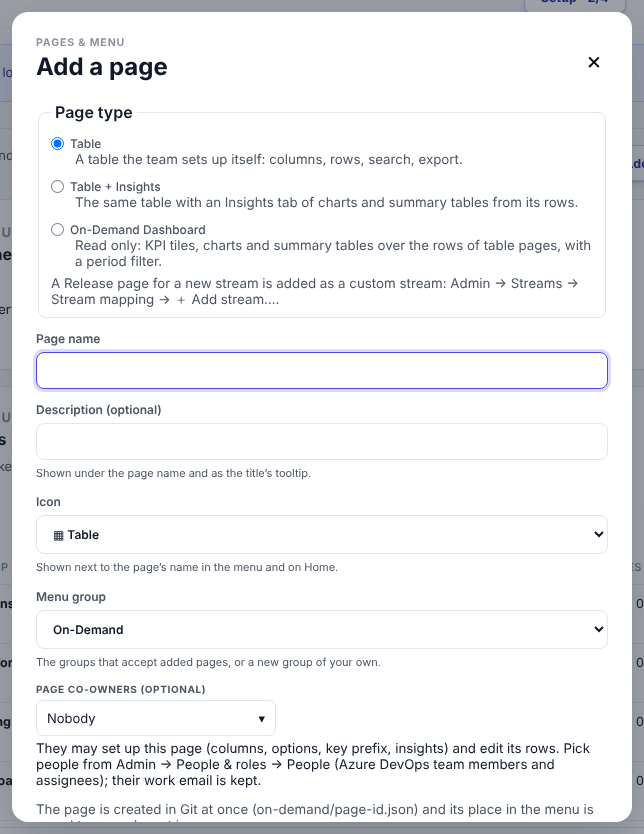 PAGES & MENU
Add a page
✕
Page type
Table
A table the team sets up itself: columns, rows, search, export.
Table + Insights
The same table with an Insights tab of charts and summary tables from its rows.
On-Demand Dashboard
Read only: KPI tiles, charts and summary tables over the rows of table pages, with
a period filter.
A Release page for a new stream is added as a custom stream: Admin → Streams →
Stream mapping → + Add stream....
Page name
Description (optional)
Shown under the page name and as the title's tooltip.
Icon
▦ Table
Shown next to the page's name in the menu and on Home.
Menu group
On-Demand
The groups that accept added pages, or a new group of your own.
PAGE CO-OWNERS (OPTIONAL)
Nobody ▾
They may set up this page (columns, options, key prefix, insights) and edit its rows. Pick
people from Admin → People & roles → People (Azure DevOps team members and
assignees); their work email is kept.
The page is created in Git at once (on-demand/page-id.json) and its place in the menu is